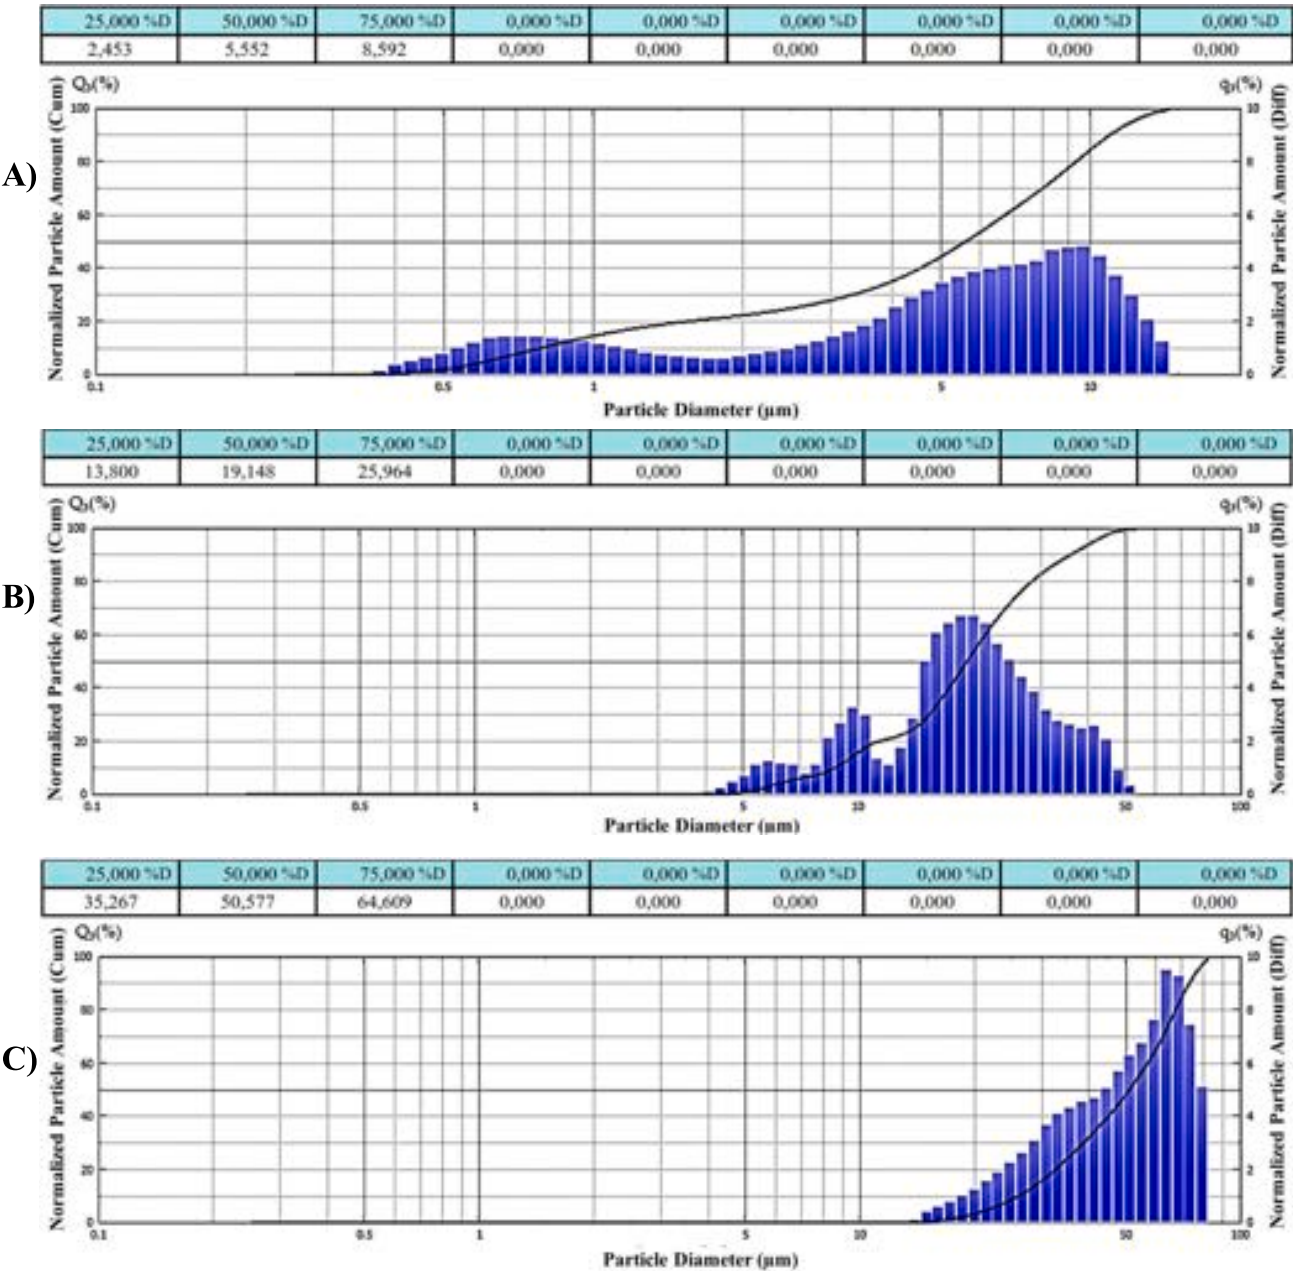 25,000 %D 50,000 %D 75,000 %D 0,000 %D 0,000 %D 0,000 %D 0,000 %D 0,000 %D 0,000 %D
2,453 5,552 8,592 0,000 0,000 0,000 0,000 0,000 0,000
Q₃(%) q₃(%)
A)
Normalized Particle Amount (Cum)
100
80
60
40
20
0
10
8
6
4
2
0
Normalized Particle Amount (Diff)
0.1 0.5 1 5 10
Particle Diameter (µm)
25,000 %D 50,000 %D 75,000 %D 0,000 %D 0,000 %D 0,000 %D 0,000 %D 0,000 %D 0,000 %D
13,800 19,148 25,964 0,000 0,000 0,000 0,000 0,000 0,000
Q₃(%) q₃(%)
B)
Normalized Particle Amount (Cum)
100
80
60
40
20
0
10
8
6
4
2
0
Normalized Particle Amount (Diff)
0.1 0.5 1 5 10 50 100
Particle Diameter (µm)
25,000 %D 50,000 %D 75,000 %D 0,000 %D 0,000 %D 0,000 %D 0,000 %D 0,000 %D 0,000 %D
35,267 50,577 64,609 0,000 0,000 0,000 0,000 0,000 0,000
Q₃(%) q₃(%)
C)
Normalized Particle Amount (Cum)
100
80
60
40
20
0
10
8
6
4
2
0
Normalized Particle Amount (Diff)
0.1 0.5 1 5 10 50 100
Particle Diameter (µm)